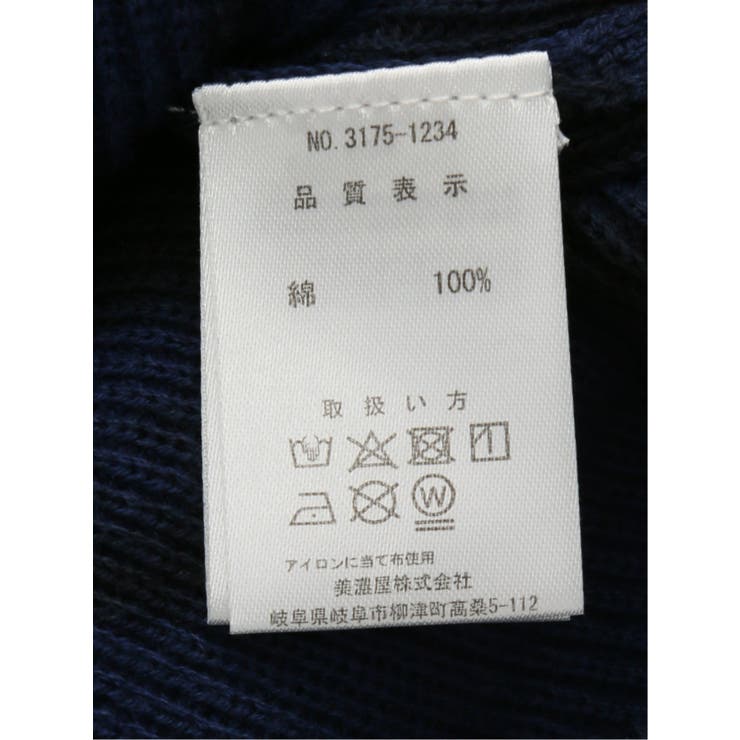 NO. 3175-1234
品質表示
綿 100%
取扱い方
W
アイロンに当て布使用
美濃屋株式会社
岐阜県岐阜市柳津町高桑5-112